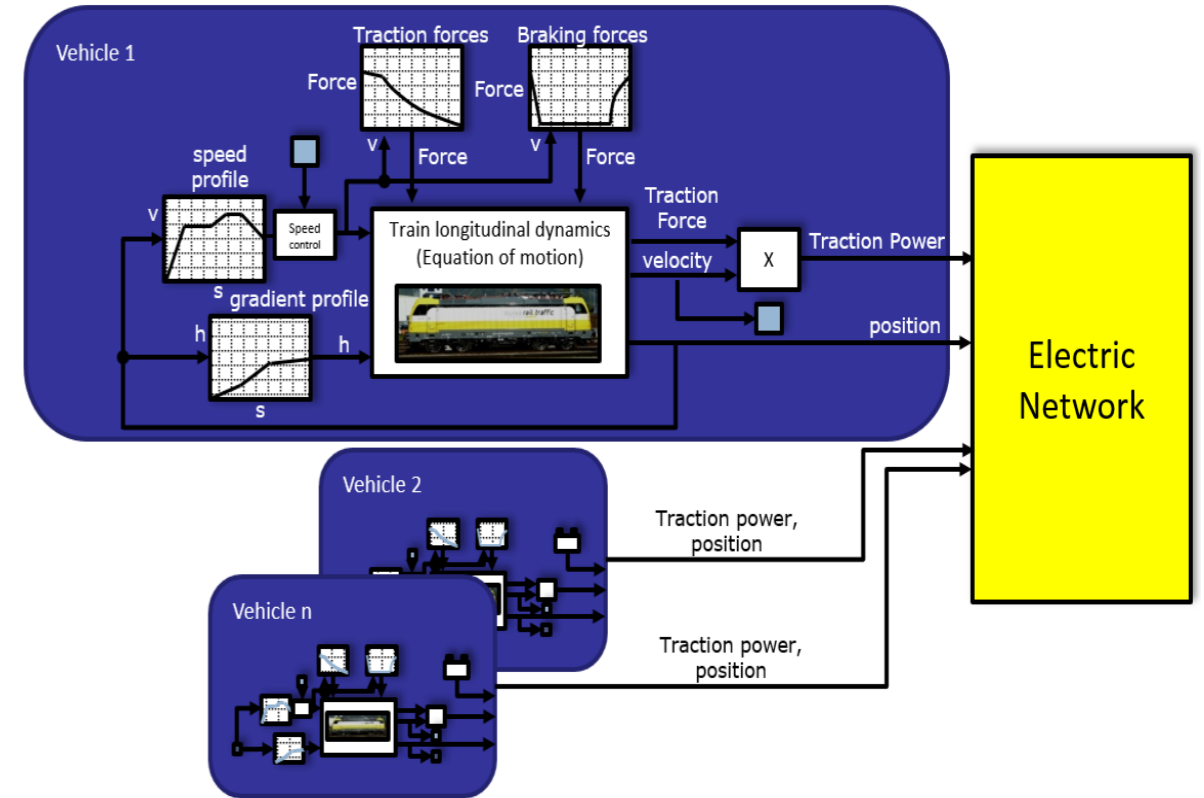 Vehicle 1
Traction forces
Braking forces
Force
Force
v
Force
v
Force
speed
profile
v
s
Speed
control
Train longitudinal dynamics
(Equation of motion)
rail traffic
Traction
Force
velocity
X
Traction Power
position
gradient profile
h
h
s
Electric
Network
Vehicle 2
Traction power,
position
Vehicle n
Traction power,
position